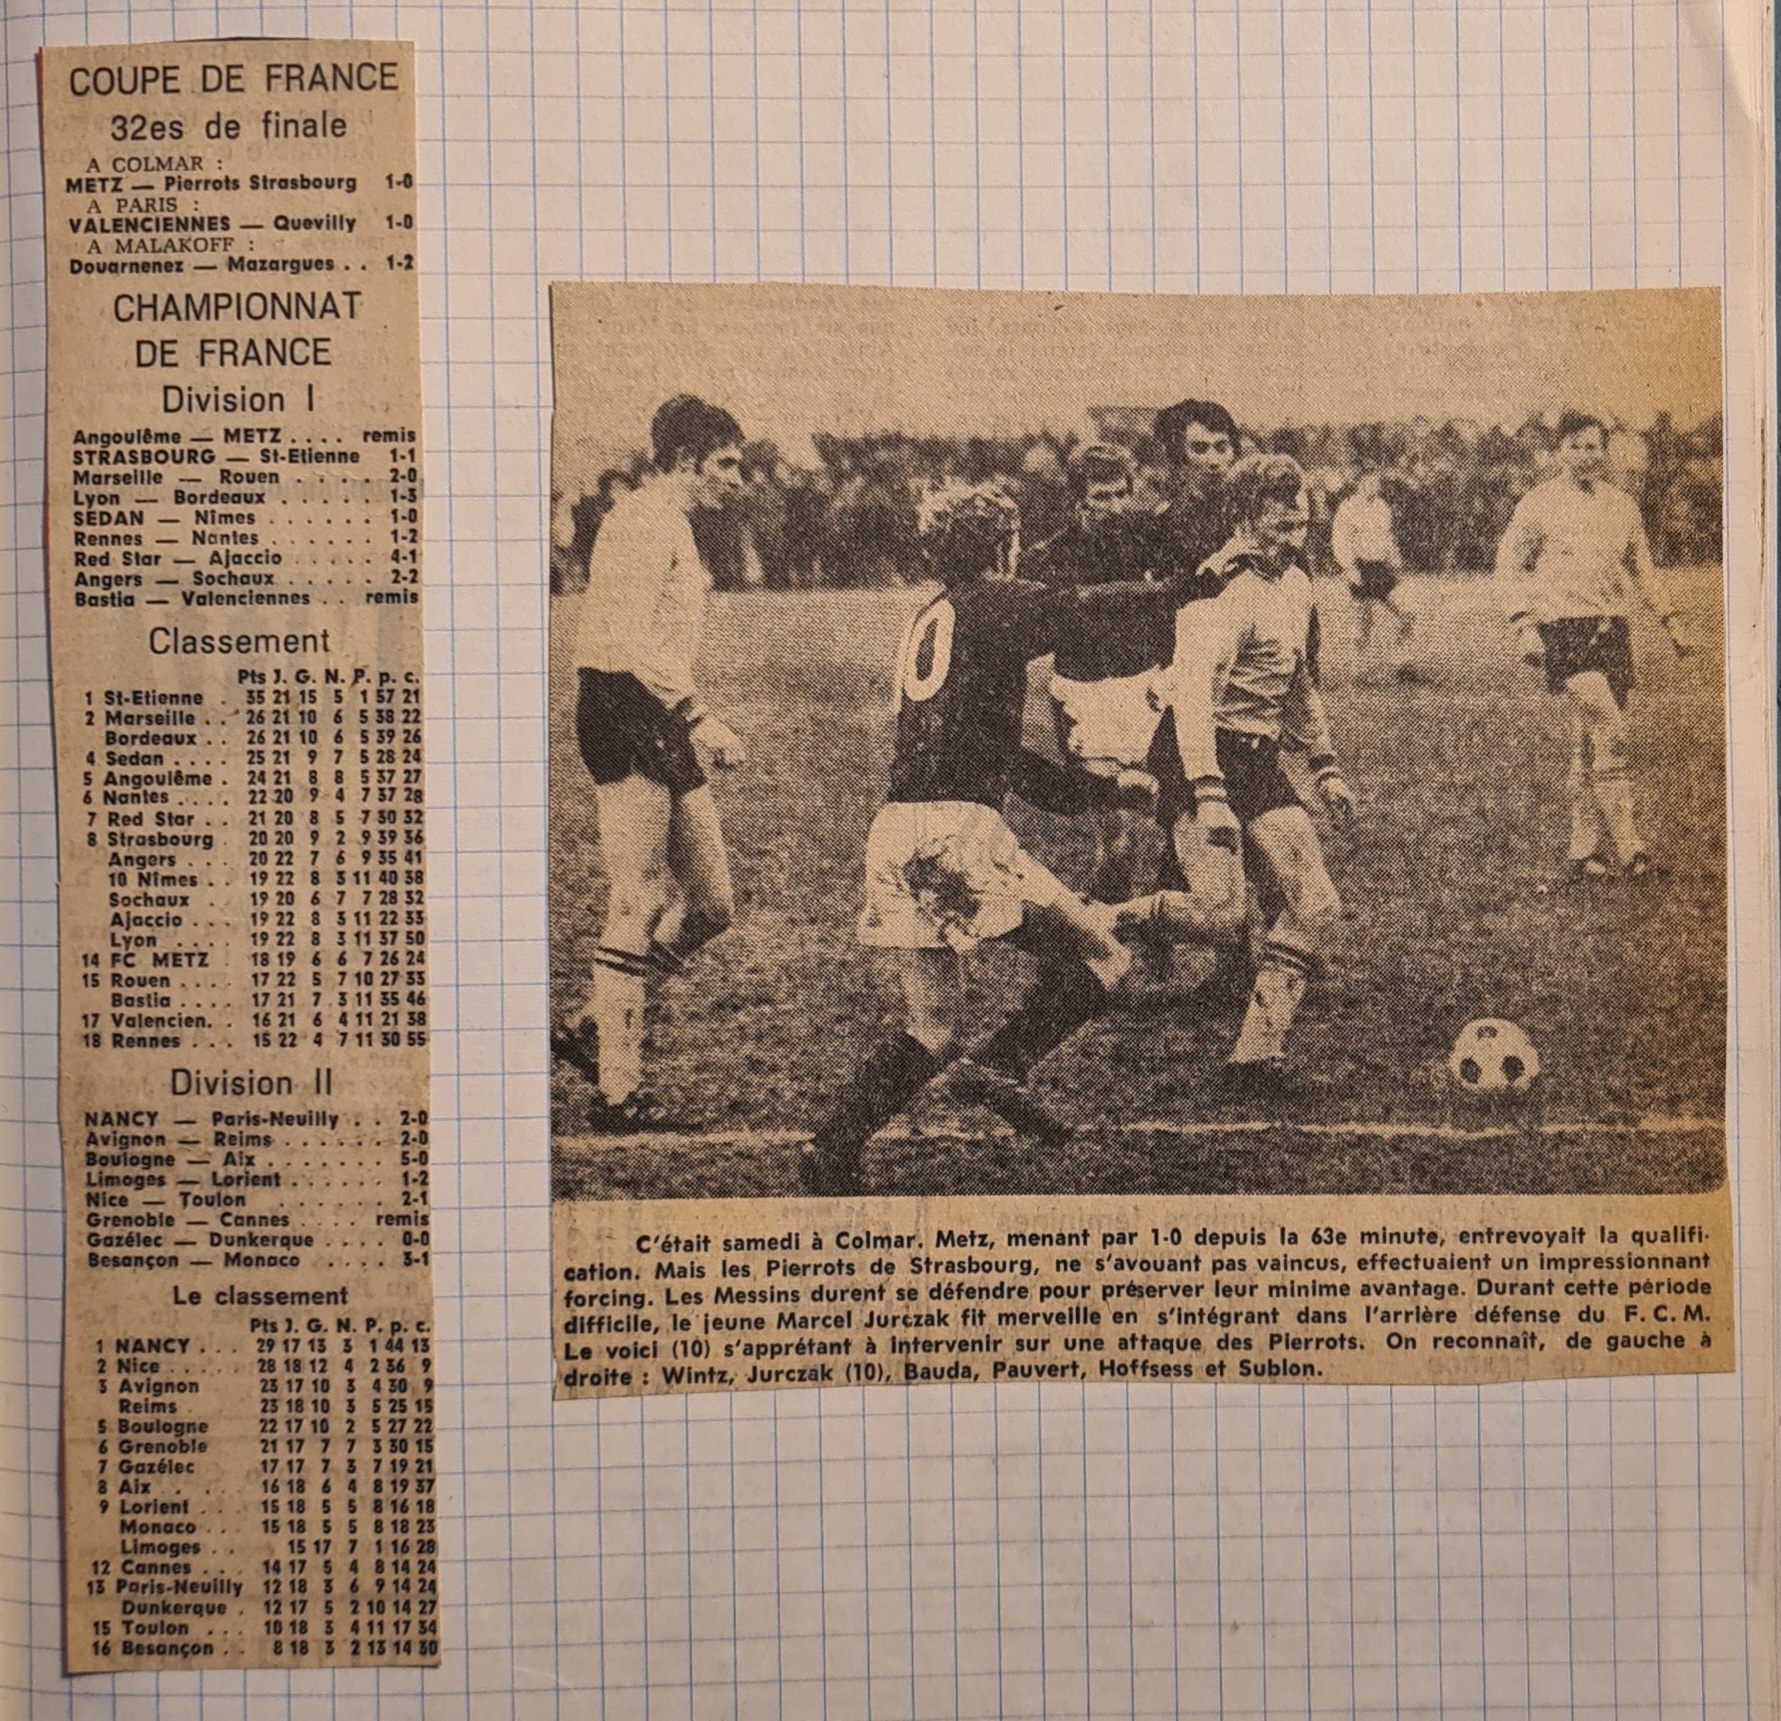 COUPE DE FRANCE
32es de finale
A COLMAR :
METZ — Pierrots Strasbourg 1-0
A PARIS :
VALENCIENNES — Quevilly 1-0
A MALAKOFF :
Douarnenez — Mazargues . . 1-2
CHAMPIONNAT
DE FRANCE
Division I
Angoulême — METZ . . . . remis
STRASBOURG — St-Etienne 1-1
Marseille — Rouen . . . . 2-0
Lyon — Bordeaux . . . . . 1-3
SEDAN — Nîmes . . . . . . 1-0
Rennes — Nantes . . . . . . 1-2
Red Star — Ajaccio . . . . . 4-1
Angers — Sochaux . . . . . 2-2
Bastia — Valenciennes . . remis
Classement
Pts J. G. N. P. p. c.
1 St-Etienne . 35 21 15 5 1 57 21
2 Marseille . . 26 21 10 6 5 38 22
Bordeaux . . 26 21 10 6 5 39 26
4 Sedan . . . . 25 21 9 7 5 28 24
5 Angoulême . 24 21 8 8 5 37 27
6 Nantes . . . . 22 20 9 4 7 37 28
7 Red Star . . 21 20 8 5 7 30 32
8 Strasbourg . 20 20 9 2 9 39 36
Angers . . . 20 22 7 6 9 35 41
10 Nîmes . . 19 22 8 3 11 40 38
Sochaux . 19 20 6 7 7 28 32
Ajaccio . . . 19 22 8 3 11 22 33
Lyon . . . . 19 22 8 3 11 37 50
14 FC METZ . 18 19 6 6 7 26 24
15 Rouen . . . . 17 22 5 7 10 27 33
Bastia . . . . 17 21 7 3 11 35 46
17 Valencien. . 16 21 6 4 11 21 38
18 Rennes . . . 15 22 4 7 11 30 55
Division II
NANCY — Paris-Neuilly . . 2-0
Avignon — Reims . . . . . . 2-0
Boulogne — Aix . . . . . . . 5-0
Limoges — Lorient . . . . . . 1-2
Nice — Toulon . . . . . . 2-1
Grenoble — Cannes . . . . remis
Gazélec — Dunkerque . . . . 0-0
Besançon — Monaco . . . . 3-1
Le classement
Pts J. G. N. P. p. c.
1 NANCY . . . 29 17 13 3 1 44 13
2 Nice . . . . . 28 18 12 4 2 36 9
3 Avignon 23 17 10 3 4 30 9
Reims . 23 18 10 3 5 25 15
5 Boulogne 22 17 10 2 5 27 22
6 Grenoble 21 17 7 7 3 30 15
7 Gazélec 17 17 7 3 7 19 21
8 Aix . . . . 16 18 6 4 8 19 37
9 Lorient . . . 15 18 5 5 8 16 18
Monaco . . . 15 18 5 5 8 18 23
Limoges . . 15 17 7 1 16 28
12 Cannes . . . 14 17 5 4 8 14 24
13 Paris-Neuilly 12 18 3 6 9 14 24
Dunkerque . 12 17 5 2 10 14 27
15 Toulon . . . 10 18 3 4 11 17 34
16 Besançon . . 8 18 3 2 13 14 30
C'était samedi à Colmar. Metz, menant par 1-0 depuis la 63e minute, entrevoyait la qualifi-
cation. Mais les Pierrots de Strasbourg, ne s'avouant pas vaincus, effectuaient un impressionnant
forcing. Les Messins durent se défendre pour préserver leur minime avantage. Durant cette période
difficile, le jeune Marcel Jurczak fit merveille en s'intégrant dans l'arrière défense du F.C.M.
Le voici (10) s'apprétant à intervenir sur une attaque des Pierrots. On reconnaît, de gauche à
droite : Wintz, Jurczak (10), Bauda, Pauvert, Hoffsess et Sublon.